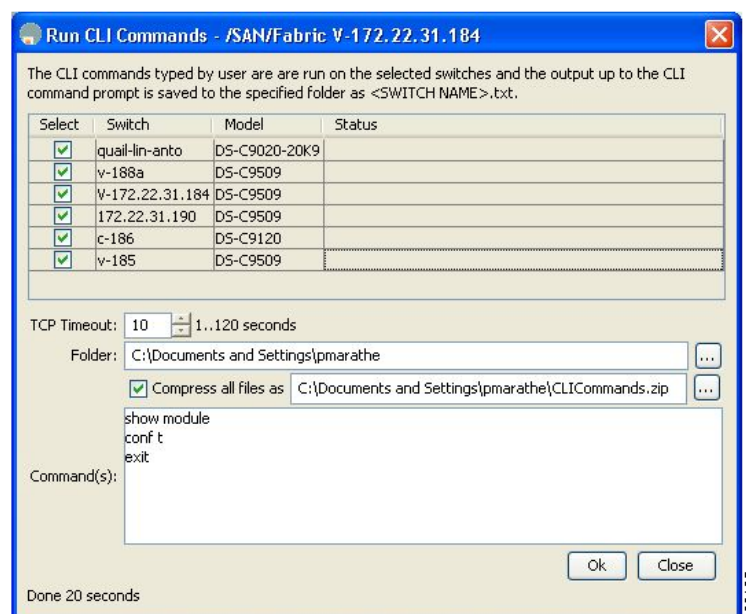 Run CLI Commands - /SAN/Fabric V-172.22.31.184
The CLI commands typed by user are are run on the selected switches and the output up to the CLI
command prompt is saved to the specified folder as <SWITCH NAME>.txt.
Select Switch Model Status
quail-lin-anto DS-C9020-20K9
v-188a DS-C9509
V-172.22.31.184 DS-C9509
172.22.31.190 DS-C9509
c-186 DS-C9120
v-185 DS-C9509
TCP Timeout: 10 1..120 seconds
Folder: C:\Documents and Settings\pmarathe ...
Compress all files as C:\Documents and Settings\pmarathe\CLICommands.zip ...
Command(s):
show module
conf t
exit
Ok Close
Done 20 seconds